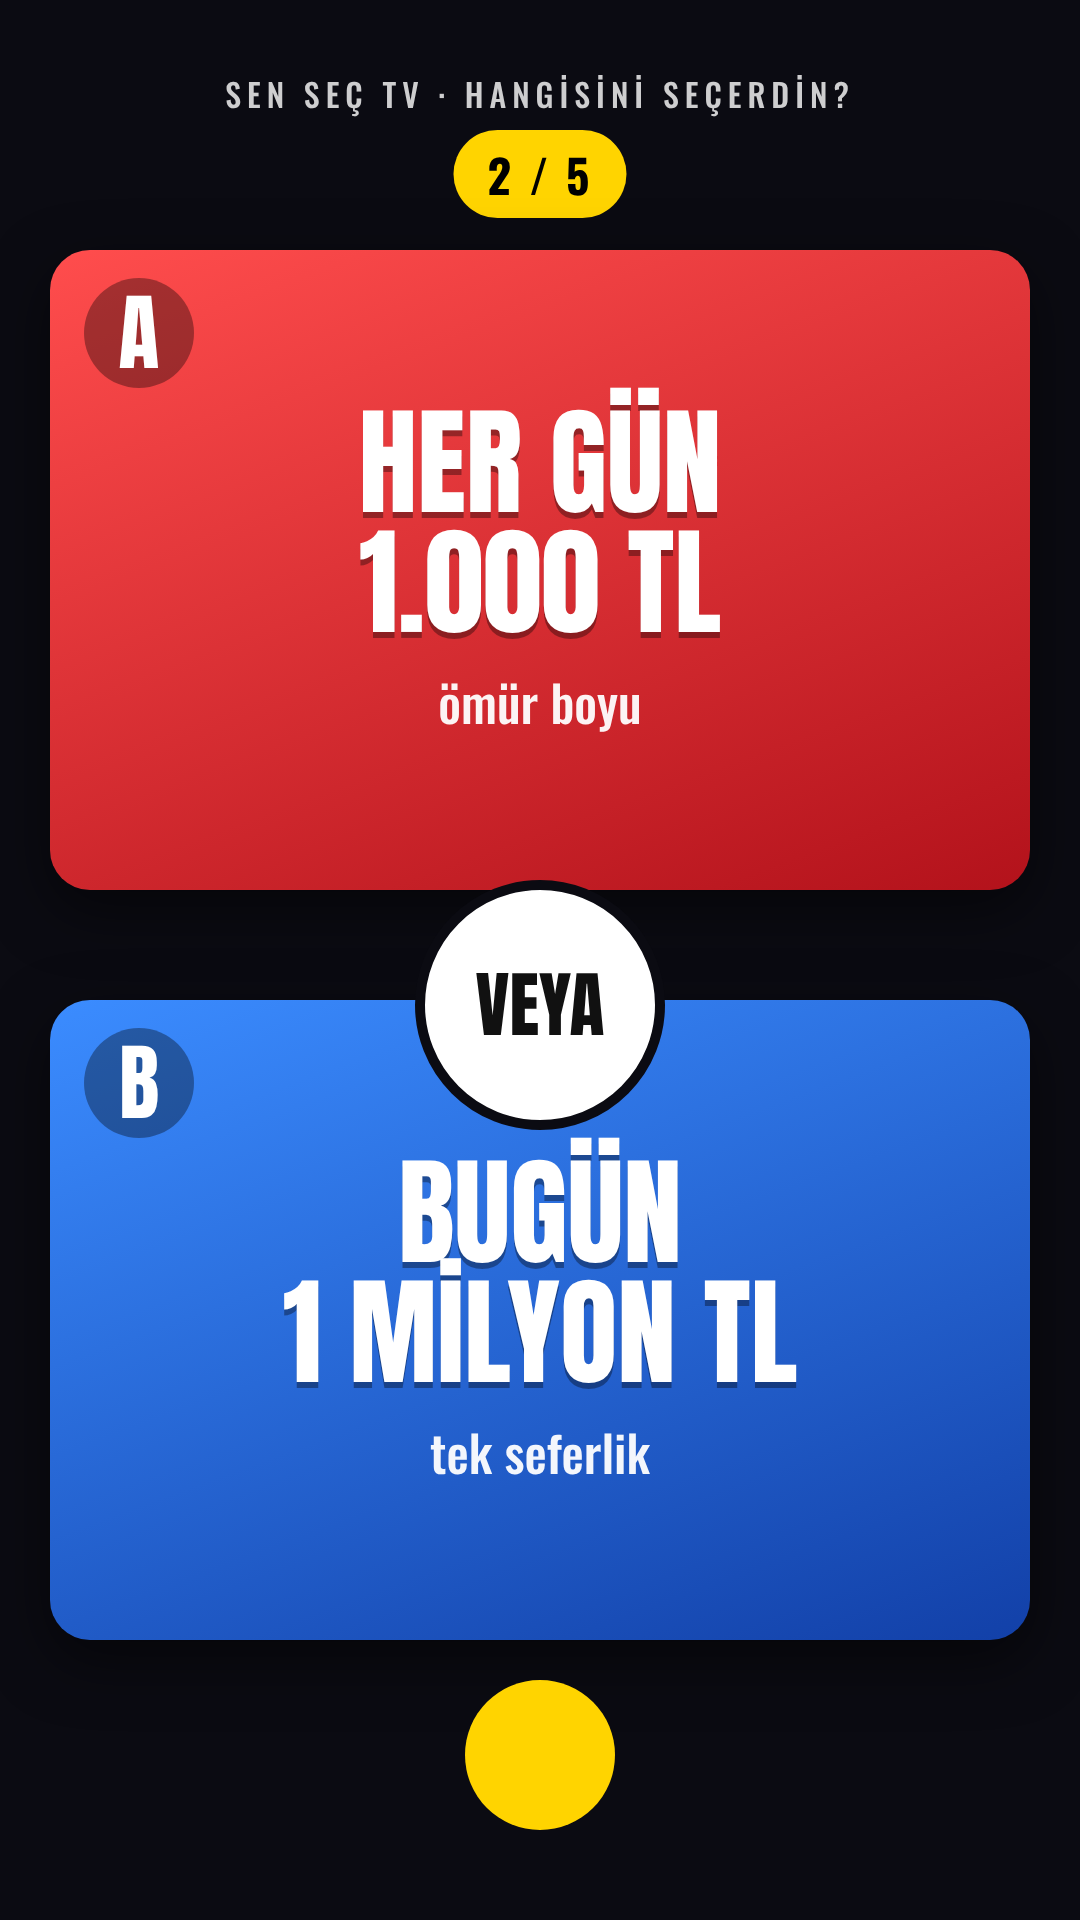 SEN SEÇ TV · HANGİSİNİ SEÇERDİN?
2 / 5
A
HER GÜN
1.000 TL
ömür boyu
VEYA
B
BUGÜN
1 MİLYON TL
tek seferlik